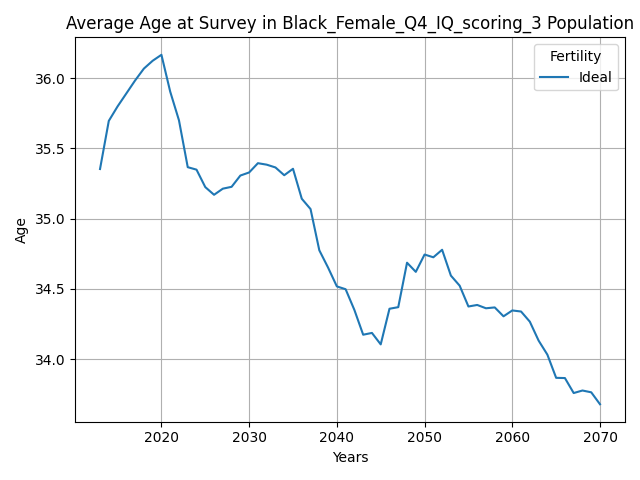 Average Age at Survey in Black_Female_Q4_IQ_scoring_3 Population
Fertility
Ideal
36.0
35.5
35.0
34.5
34.0
Age
2020 2030 2040 2050 2060 2070
Years